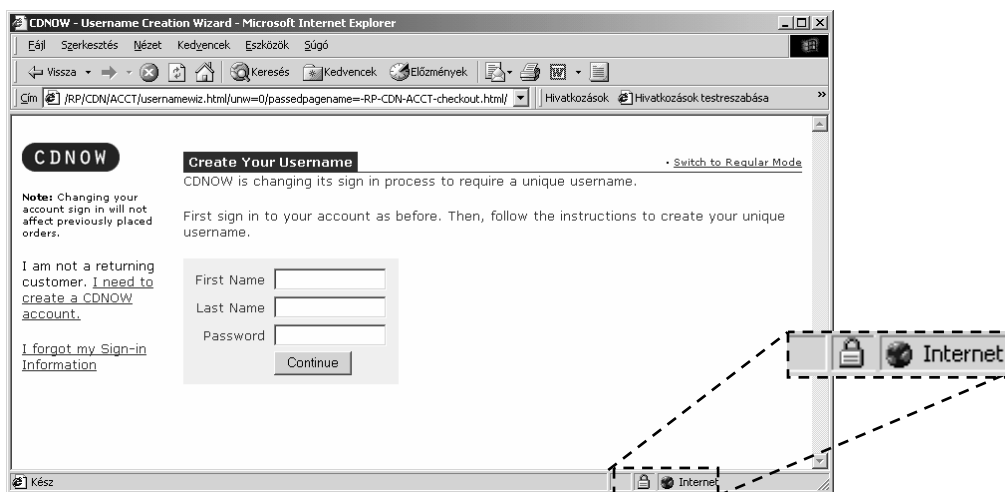 CDNOW - Username Creation Wizard - Microsoft Internet Explorer
Fájl Szerkesztés Nézet Kedvencek Eszközök Súgó
Vissza Keresés Kedvencek Előzmények
Cím /RP/CDN/ACCT/usernamewiz.html/unw=0/passedpagename=-RP-CDN-ACCT-checkout.html/ Hivatkozások Hivatkozások testreszabása »
CDNOW
Note: Changing your
account sign in will not
affect previously placed
orders.
I am not a returning
customer. I need to
create a CDNOW
account.
I forgot my Sign-in
Information
Create Your Username
• Switch to Regular Mode
CDNOW is changing its sign in process to require a unique username.
First sign in to your account as before. Then, follow the instructions to create your unique
username.
First Name
Last Name
Password
Continue
Internet
Kész
Internet